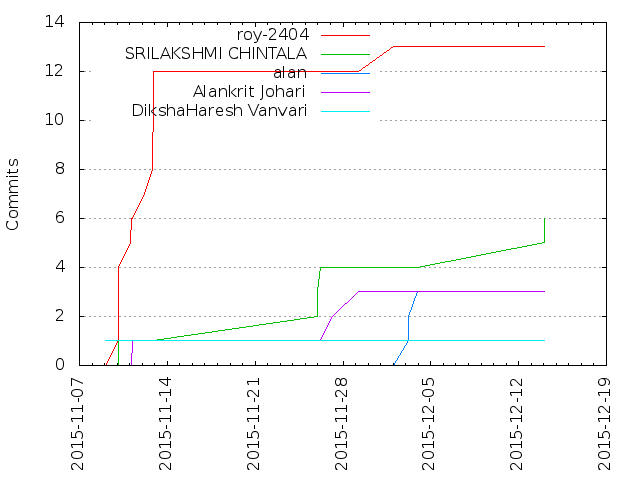 14
12
10
8
6
4
2
0
Commits
roy-2404
SRILAKSHMI CHINTALA
alan
Alankrit Johari
DikshaHaresh Vanvari
2015-11-07
2015-11-14
2015-11-21
2015-11-28
2015-12-05
2015-12-12
2015-12-19